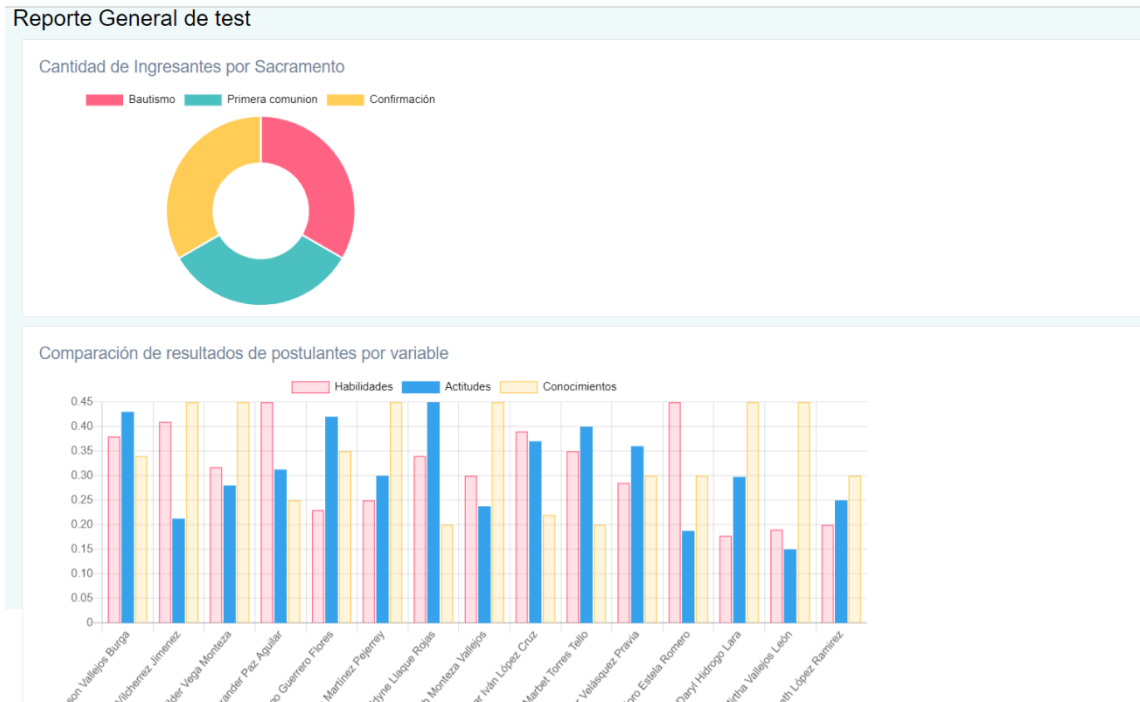 Reporte General de test
Cantidad de Ingresantes por Sacramento
Bautismo Primera comunion Confirmación
Comparación de resultados de postulantes por variable
Habilidades Actitudes Conocimientos
0.45
0.40
0.35
0.30
0.25
0.20
0.15
0.10
0.05
0
Vallejos Burga
Vilcherrez Jimenez
Vega Monteza
Paz Aguilar
Guerrero Flores
Martinez Pejerrey
Llaque Rojas
Monteza Vallejos
Iván López Cruz
Marbet Torres Tello
Velásquez Pravia
Estela Romero
Daryl Hidrogo Lara
Vallejos León
López Ramirez